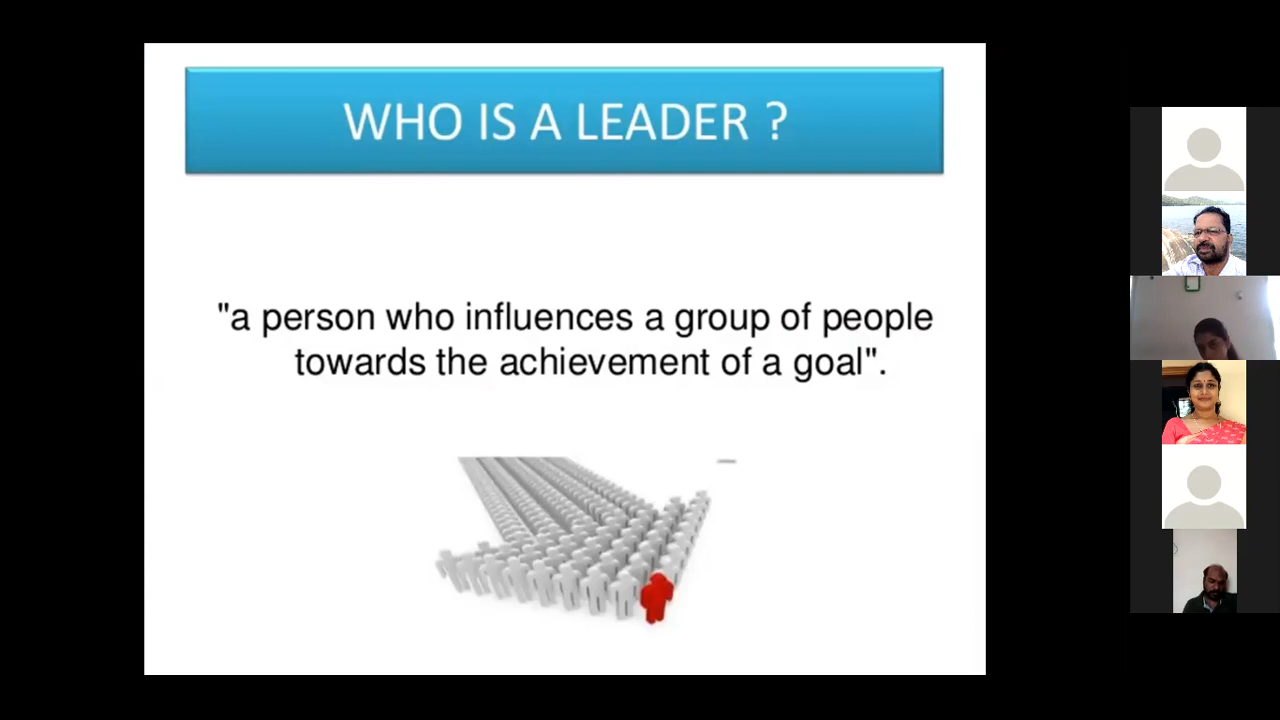 WHO IS A LEADER ?
"a person who influences a group of people
towards the achievement of a goal".